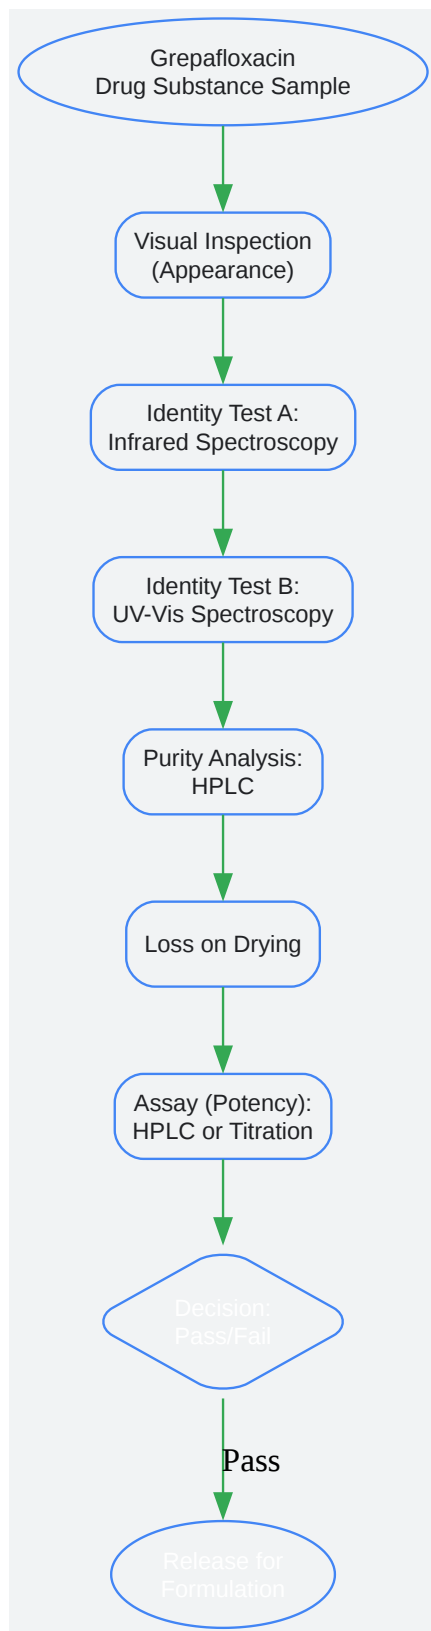 Grepafloxacin
Drug Substance Sample
Visual Inspection
(Appearance)
Identity Test A:
Infrared Spectroscopy
Identity Test B:
UV-Vis Spectroscopy
Purity Analysis:
HPLC
Loss on Drying
Assay (Potency):
HPLC or Titration
Decision:
Pass/Fail
Pass
Release for
Formulation